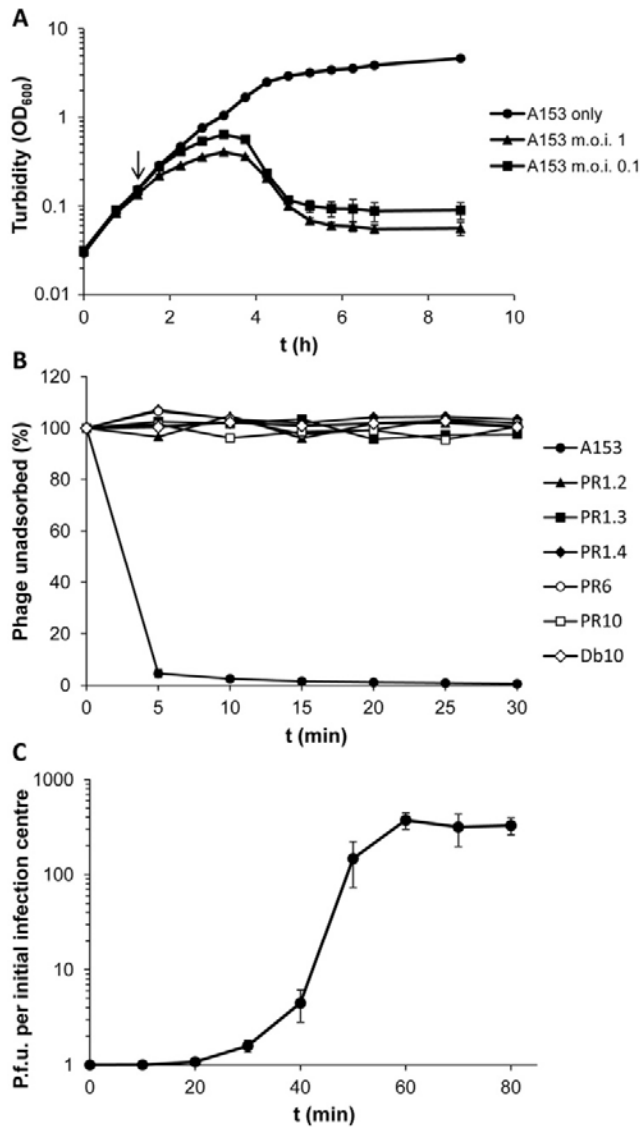 A
10
1
0.1
0.01
Turbidity (OD600)
0 2 4 6 8 10
t (h)
A153 only
A153 m.o.i. 1
A153 m.o.i. 0.1
B
120
100
80
60
40
20
0
Phage unadsorbed (%)
0 5 10 15 20 25 30
t (min)
A153
PR1.2
PR1.3
PR1.4
PR6
PR10
Db10
C
1000
100
10
1
P.f.u. per initial infection centre
0 20 40 60 80
t (min)